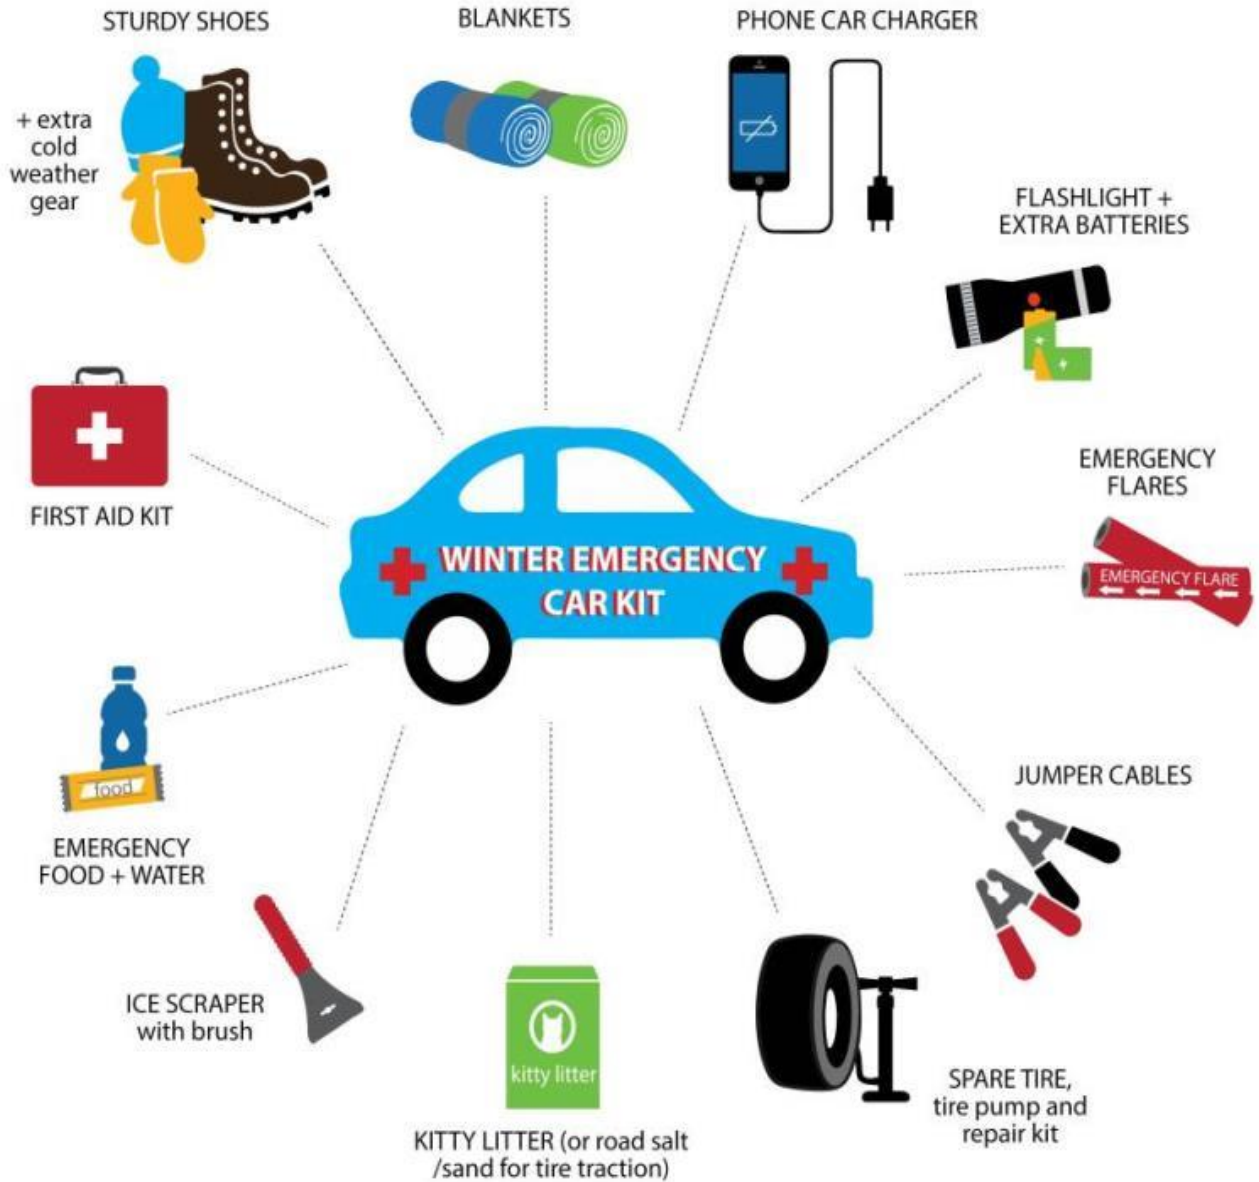 STURDY SHOES
+ extra
cold
weather
gear
BLANKETS
PHONE CAR CHARGER
FLASHLIGHT +
EXTRA BATTERIES
EMERGENCY
FLARES
EMERGENCY FLARE
FIRST AID KIT
WINTER EMERGENCY
CAR KIT
food
EMERGENCY
FOOD + WATER
JUMPER CABLES
ICE SCRAPER
with brush
kitty litter
KITTY LITTER (or road salt
/sand for tire traction)
SPARE TIRE,
tire pump and
repair kit